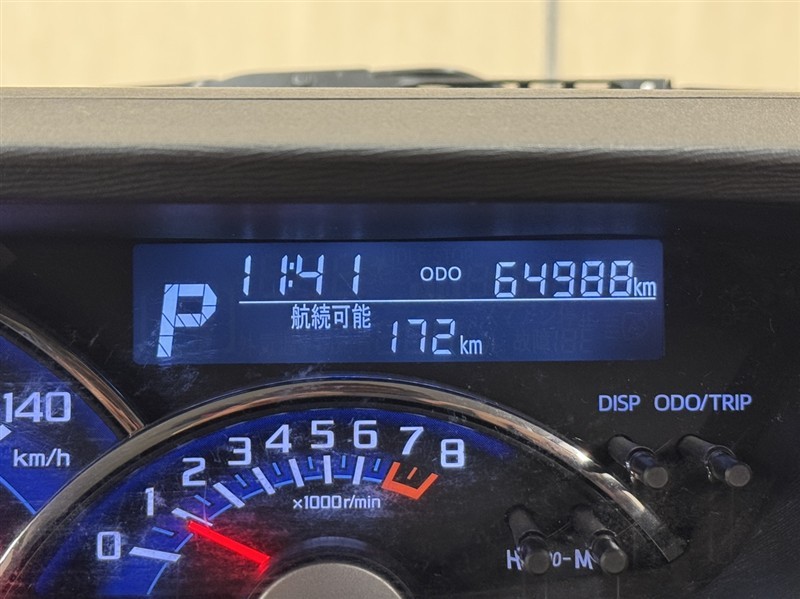 11:41 ODO 64988km
P
航続可能
172km
DISP ODO/TRIP
140
km/h
0 1 2 3 4 5 6 7 8
×1000r/min
H
-M